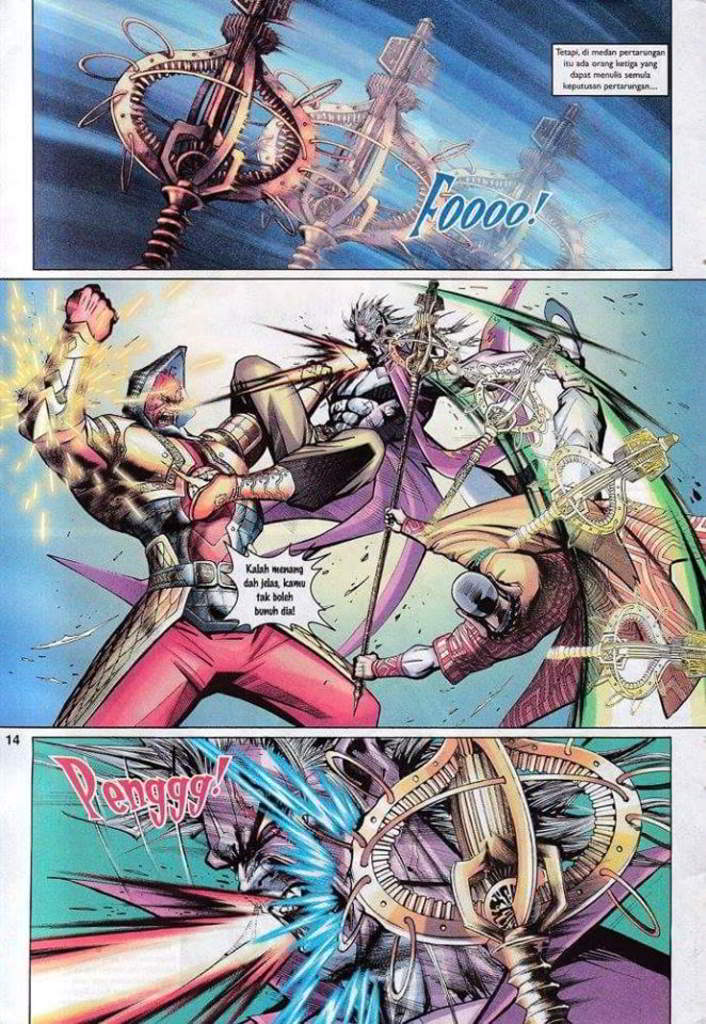 Tetapi, di medan pertarungan
itu ada orang ketiga yang
dapat menulis semula
keputusan pertarungan....
Foooo!
Kalah menang
dah jelas, kamu
tak boleh
bunuh dia!
14
Penggg!